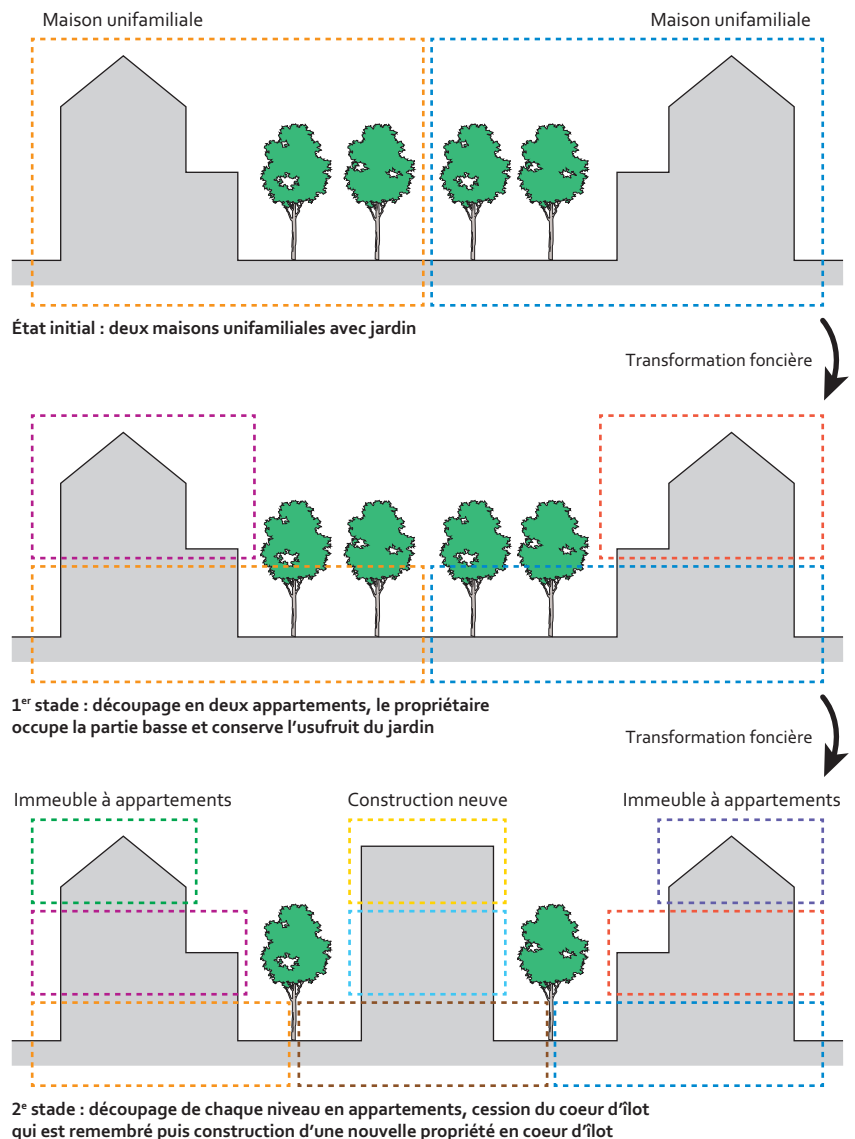 Maison unifamiliale
Maison unifamiliale
État initial : deux maisons unifamiliales avec jardin
Transformation foncière
1er stade : découpage en deux appartements, le propriétaire
occupe la partie basse et conserve l'usufruit du jardin
Transformation foncière
Immeuble à appartements
Construction neuve
Immeuble à appartements
2e stade : découpage de chaque niveau en appartements, cession du coeur d'îlot
qui est remembré puis construction d'une nouvelle propriété en coeur d'îlot